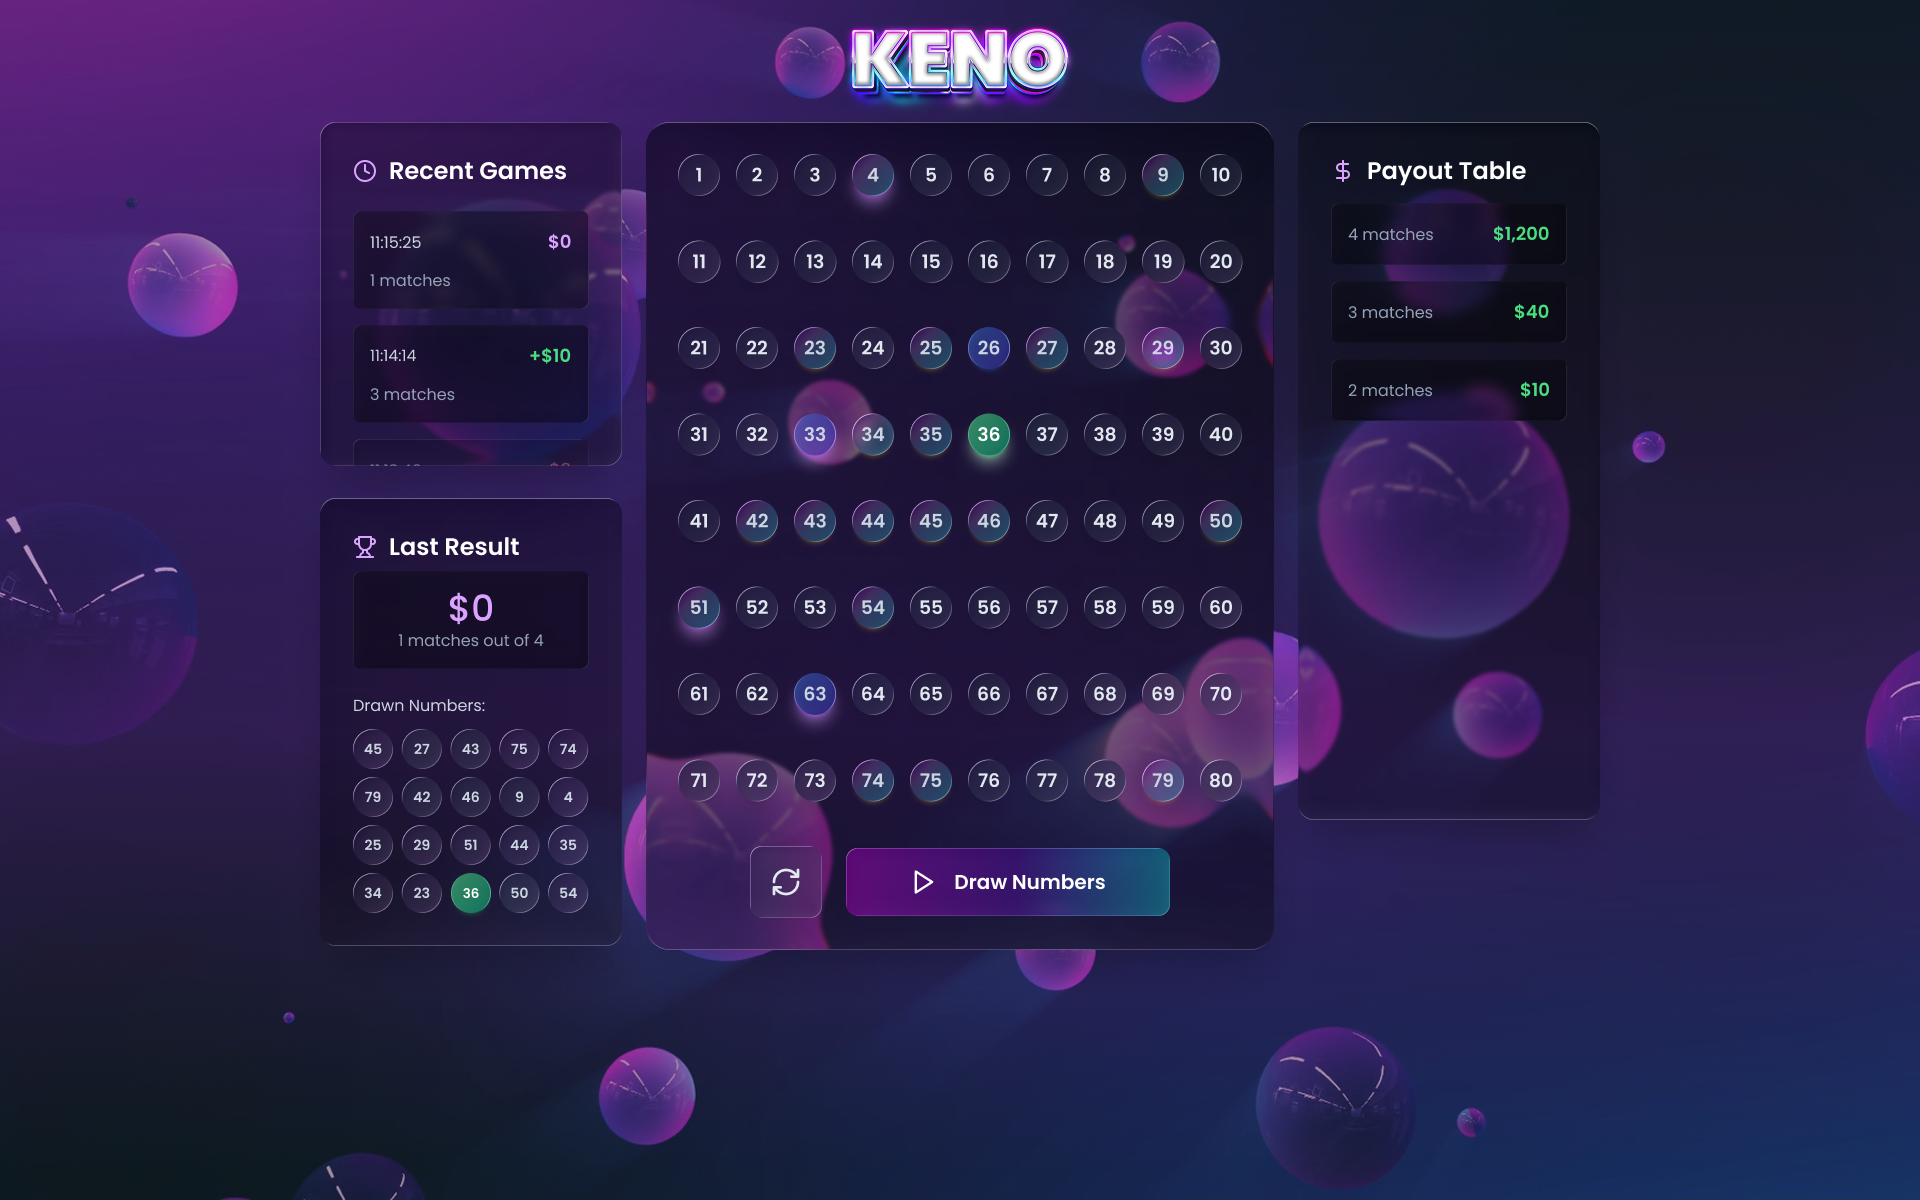 KENO
Recent Games
11:15:25 $0
1 matches
11:14:14 +$10
3 matches
Last Result
$0
1 matches out of 4
Drawn Numbers:
45 27 43 75 74
79 42 46 9 4
25 29 51 44 35
34 23 36 50 54
1 2 3 4 5 6 7 8 9 10
11 12 13 14 15 16 17 18 19 20
21 22 23 24 25 26 27 28 29 30
31 32 33 34 35 36 37 38 39 40
41 42 43 44 45 46 47 48 49 50
51 52 53 54 55 56 57 58 59 60
61 62 63 64 65 66 67 68 69 70
71 72 73 74 75 76 77 78 79 80
Draw Numbers
Payout Table
4 matches $1,200
3 matches $40
2 matches $10